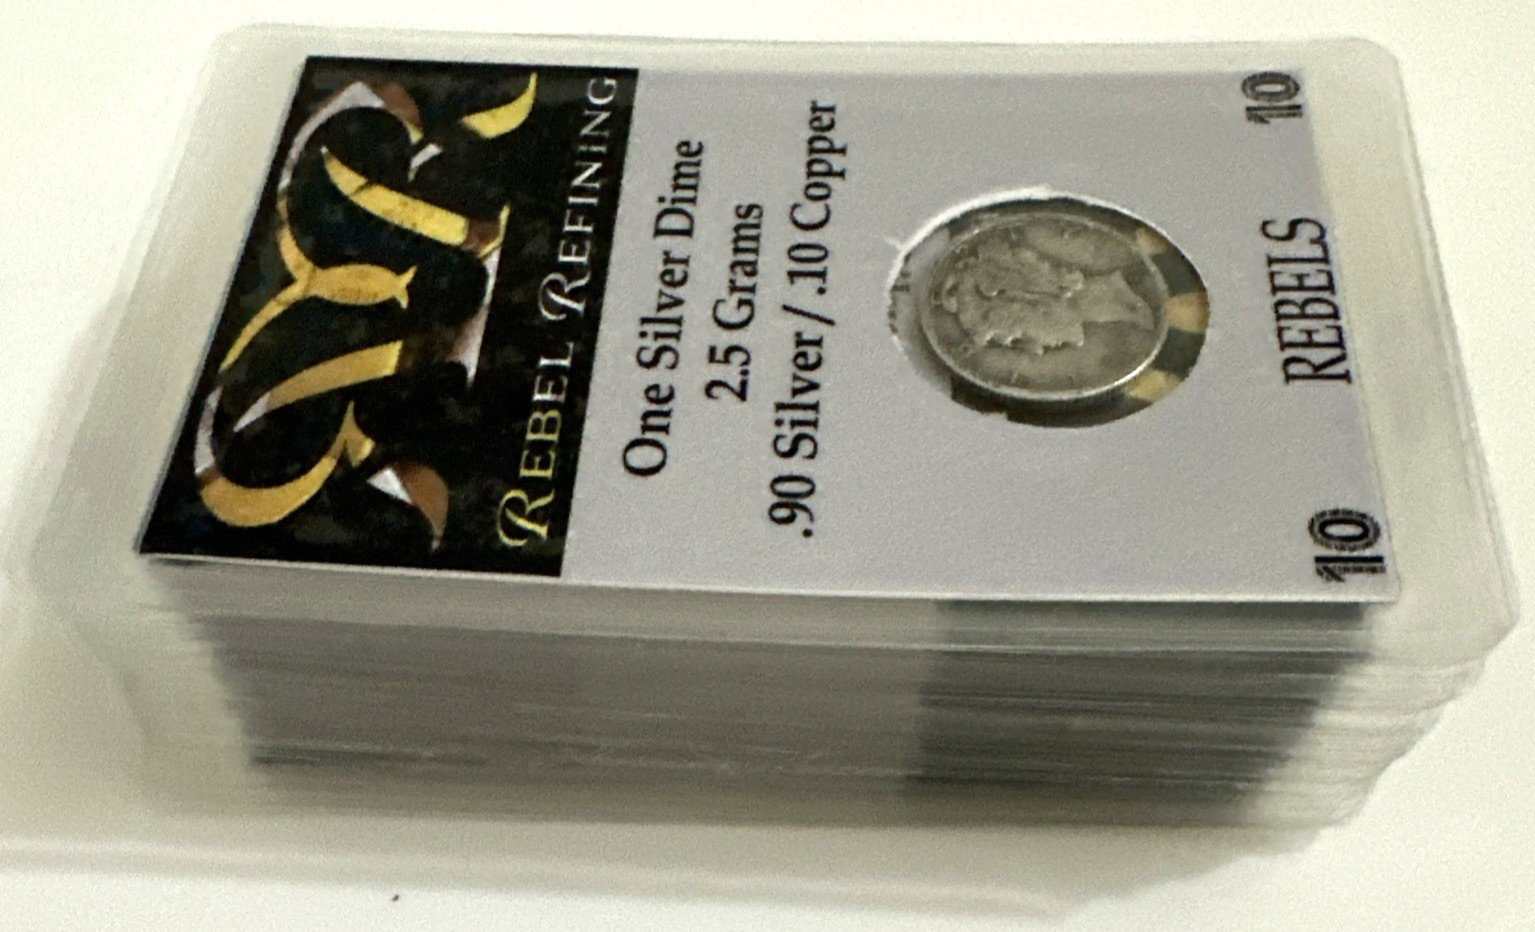 REBEL REFINING
One Silver Dime
2.5 Grams
.90 Silver / .10 Copper
10 REBELS 10